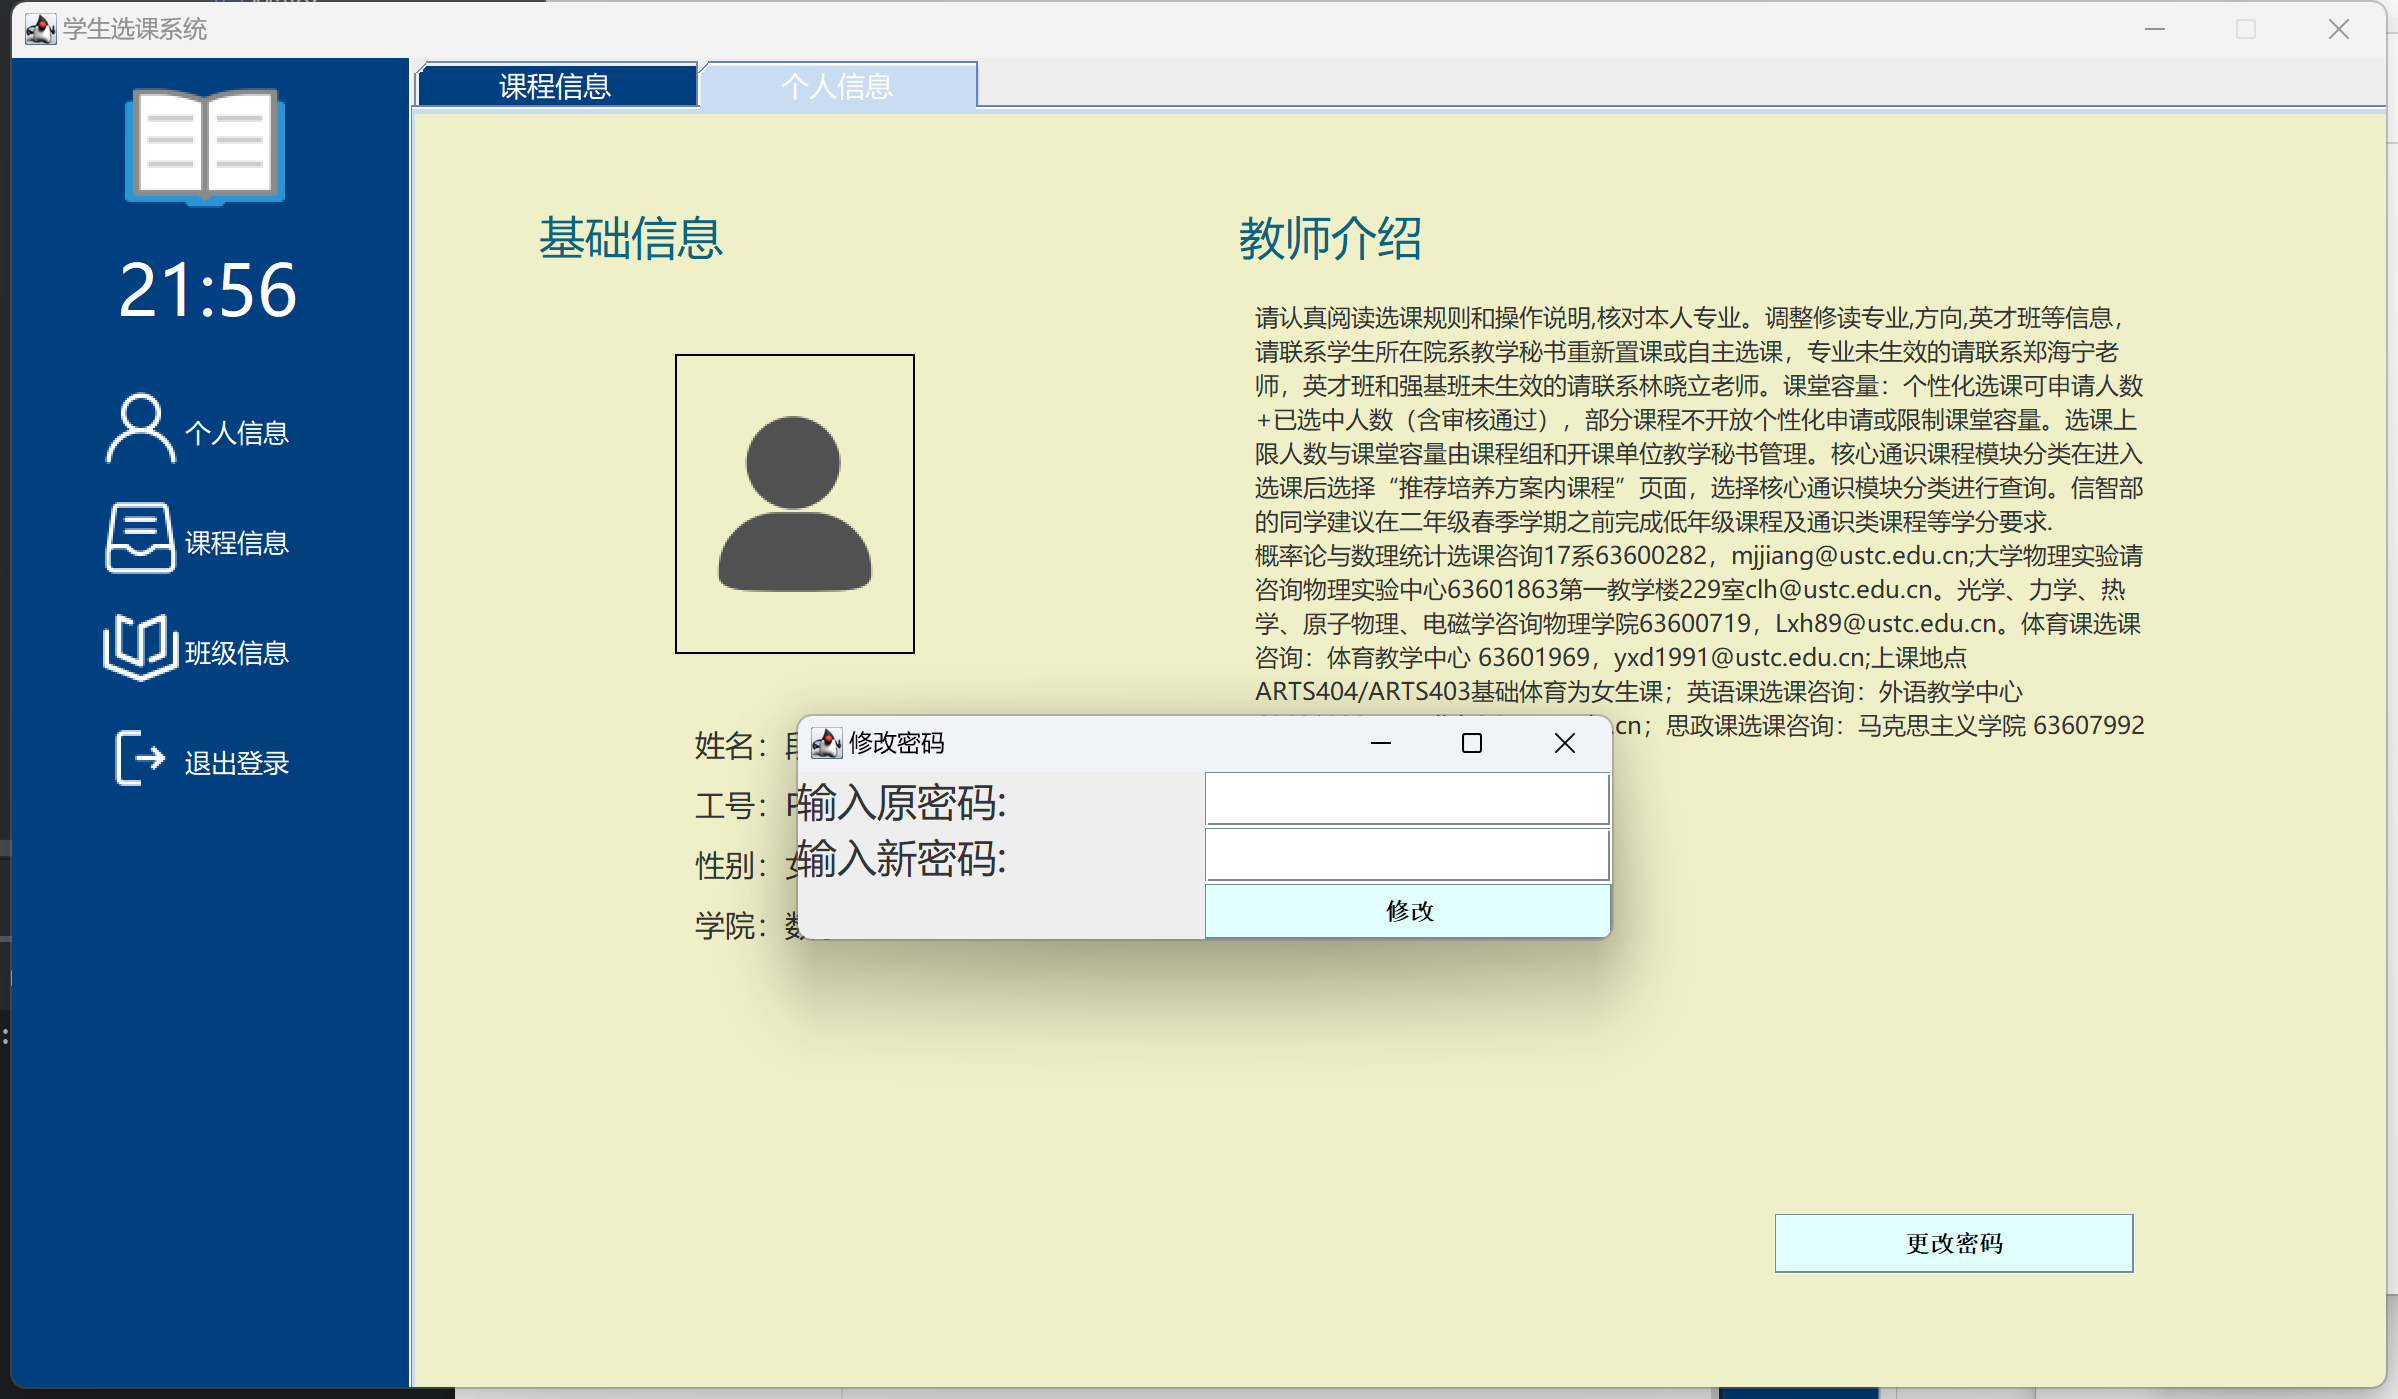 学生选课系统
课程信息
个人信息
21:56
个人信息
课程信息
班级信息
退出登录
基础信息
姓名：
工号：
性别：
学院：
教师介绍
请认真阅读选课规则和操作说明,核对本人专业。调整修读专业,方向,英才班等信息，
请联系学生所在院系教学秘书重新置课或自主选课，专业未生效的请联系郑海宁老
师，英才班和强基班未生效的请联系林晓立老师。课堂容量：个性化选课可申请人数
+已选中人数（含审核通过），部分课程不开放个性化申请或限制课堂容量。选课上
限人数与课堂容量由课程组和开课单位教学秘书管理。核心通识课程模块分类在进入
选课后选择“推荐培养方案内课程”页面，选择核心通识模块分类进行查询。信智部
的同学建议在二年级春季学期之前完成低年级课程及通识类课程等学分要求.
概率论与数理统计选课咨询17系63600282，mjjiang@ustc.edu.cn;大学物理实验请
咨询物理实验中心63601863第一教学楼229室clh@ustc.edu.cn。光学、力学、热
学、原子物理、电磁学咨询物理学院63600719，Lxh89@ustc.edu.cn。体育课选课
咨询：体育教学中心 63601969，yxd1991@ustc.edu.cn;上课地点
ARTS404/ARTS403基础体育为女生课；英语课选课咨询：外语教学中心
.cn；思政课选课咨询：马克思主义学院 63607992
修改密码
输入原密码:
输入新密码:
修改
更改密码